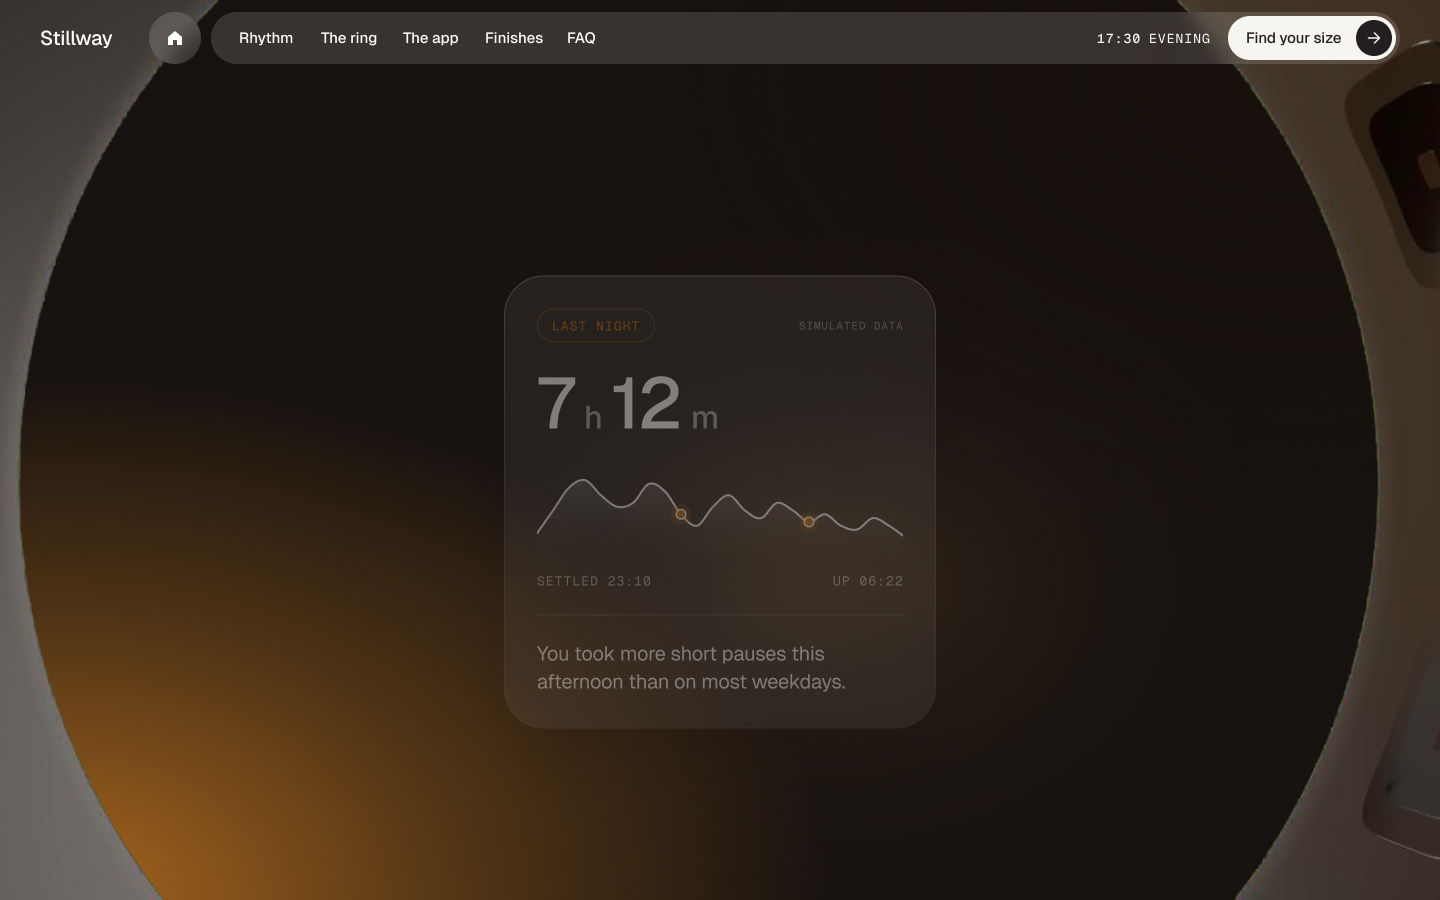 Stillway
Rhythm
The ring
The app
Finishes
FAQ
17:30 EVENING
Find your size
LAST NIGHT
SIMULATED DATA
7 h 12 m
SETTLED 23:10
UP 06:22
You took more short pauses this
afternoon than on most weekdays.